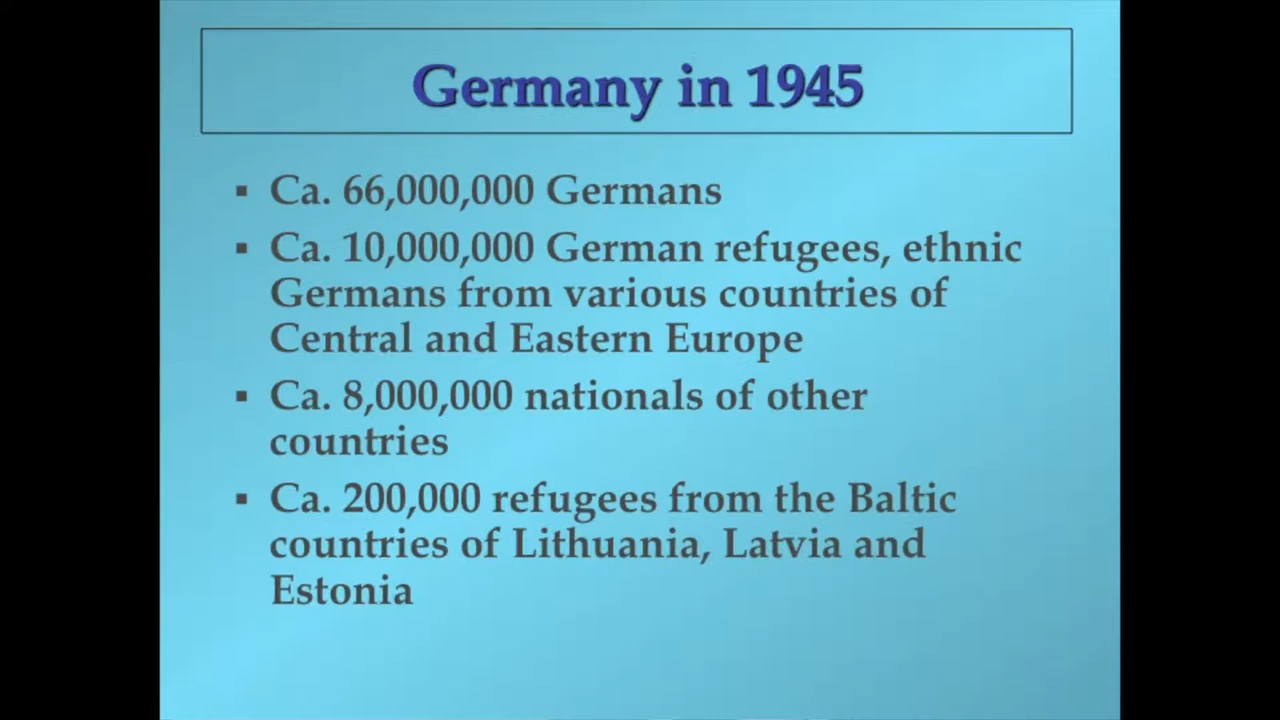 Germany in 1945
▪ Ca. 66,000,000 Germans
▪ Ca. 10,000,000 German refugees, ethnic
Germans from various countries of
Central and Eastern Europe
▪ Ca. 8,000,000 nationals of other
countries
▪ Ca. 200,000 refugees from the Baltic
countries of Lithuania, Latvia and
Estonia